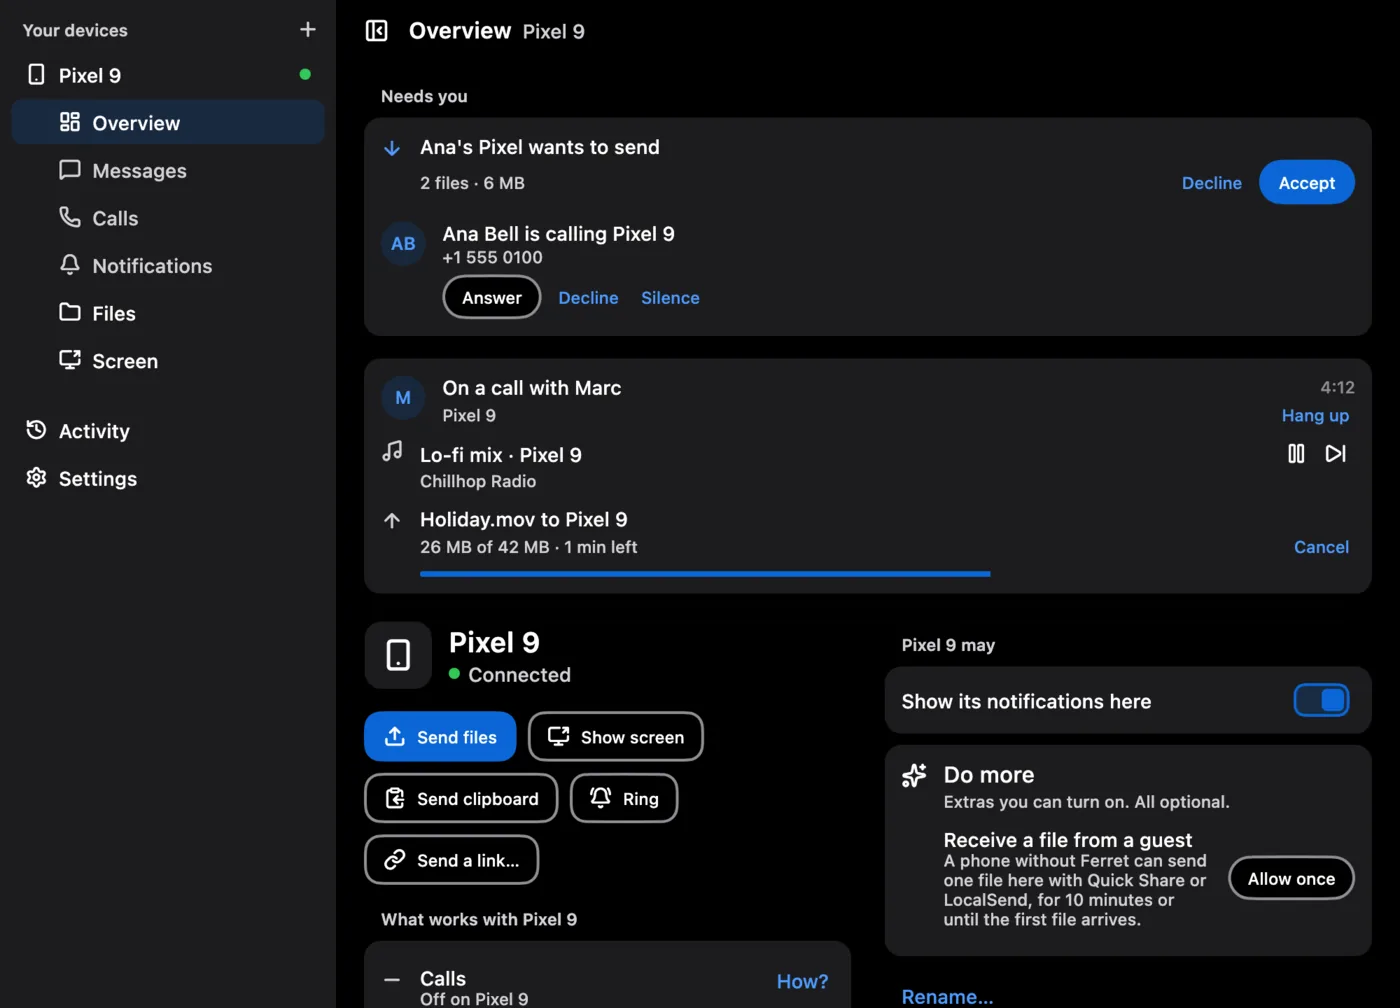 Your devices
Pixel 9
Overview
Messages
Calls
Notifications
Files
Screen
Activity
Settings
Overview Pixel 9
Needs you
Ana's Pixel wants to send
2 files · 6 MB
Decline
Accept
AB
Ana Bell is calling Pixel 9
+1 555 0100
Answer
Decline
Silence
M
On a call with Marc
4:12
Pixel 9
Hang up
Lo-fi mix · Pixel 9
Chillhop Radio
Holiday.mov to Pixel 9
26 MB of 42 MB · 1 min left
Cancel
Pixel 9
Connected
Send files
Show screen
Send clipboard
Ring
Send a link...
What works with Pixel 9
Calls
Off on Pixel 9
How?
Pixel 9 may
Show its notifications here
Do more
Extras you can turn on. All optional.
Receive a file from a guest
A phone without Ferret can send
one file here with Quick Share or
LocalSend, for 10 minutes or
until the first file arrives.
Allow once
Rename...